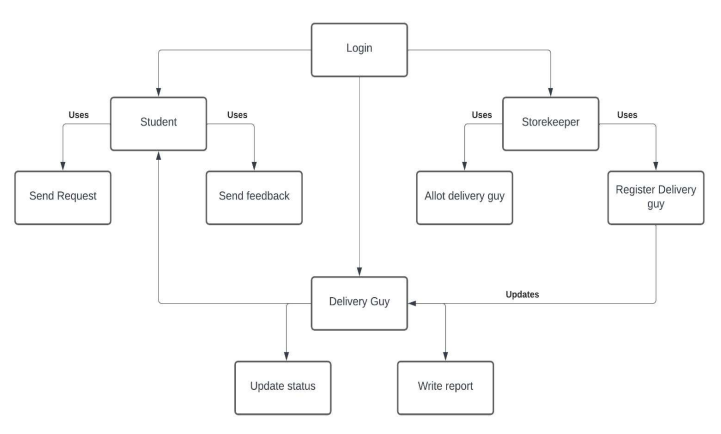 Login
Uses
Student
Uses
Uses
Storekeeper
Uses
Send Request
Send feedback
Allot delivery guy
Register Delivery
guy
Delivery Guy
Updates
Update status
Write report